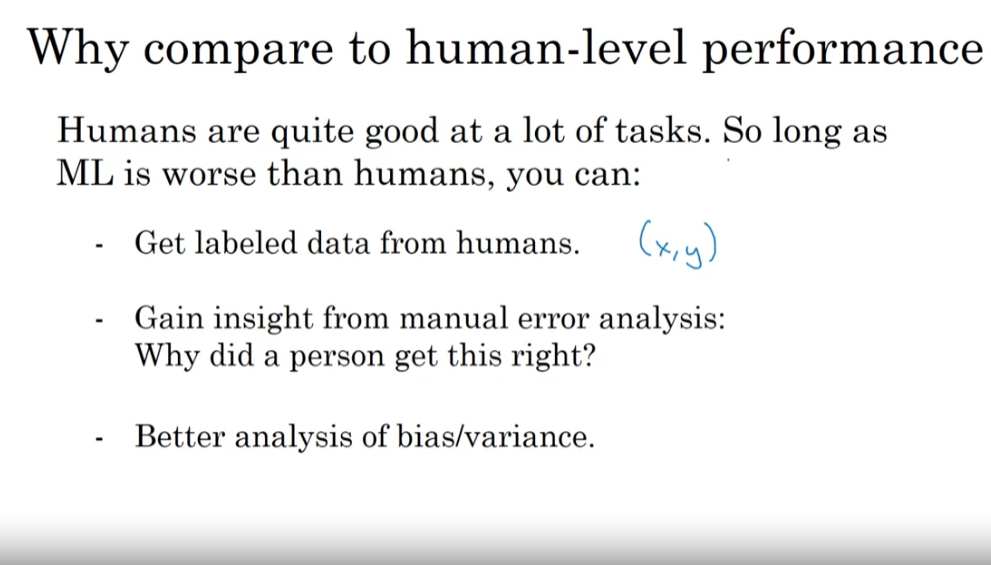 Why compare to human-level performance
Humans are quite good at a lot of tasks. So long as
ML is worse than humans, you can:
- Get labeled data from humans. (x,y)
- Gain insight from manual error analysis:
Why did a person get this right?
- Better analysis of bias/variance.